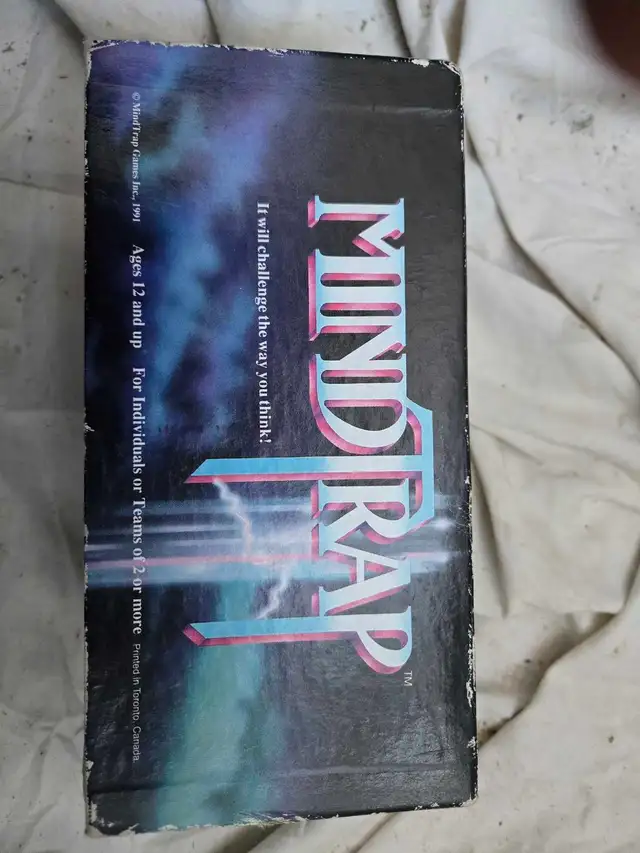 MINDTRAP™
It will challenge the way you think!
© MindTrap Games Inc., 1991 Ages 12 and up For Individuals or Teams of 2 or more Printed in Toronto, Canada.